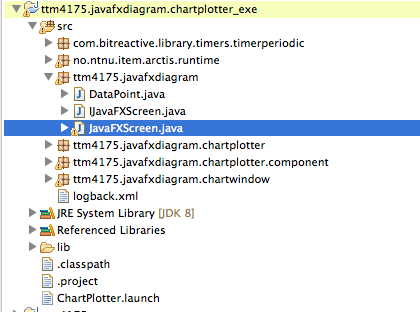 ttm4175.javafxdiagram.chartplotter_exe
src
com.bitreactive.library.timers.timerperiodic
no.ntnu.item.arctis.runtime
ttm4175.javafxdiagram
DataPoint.java
IJavaFXScreen.java
JavaFXScreen.java
ttm4175.javafxdiagram.chartplotter
ttm4175.javafxdiagram.chartplotter.component
ttm4175.javafxdiagram.chartwindow
logback.xml
JRE System Library [JDK 8]
Referenced Libraries
lib
.classpath
.project
ChartPlotter.launch